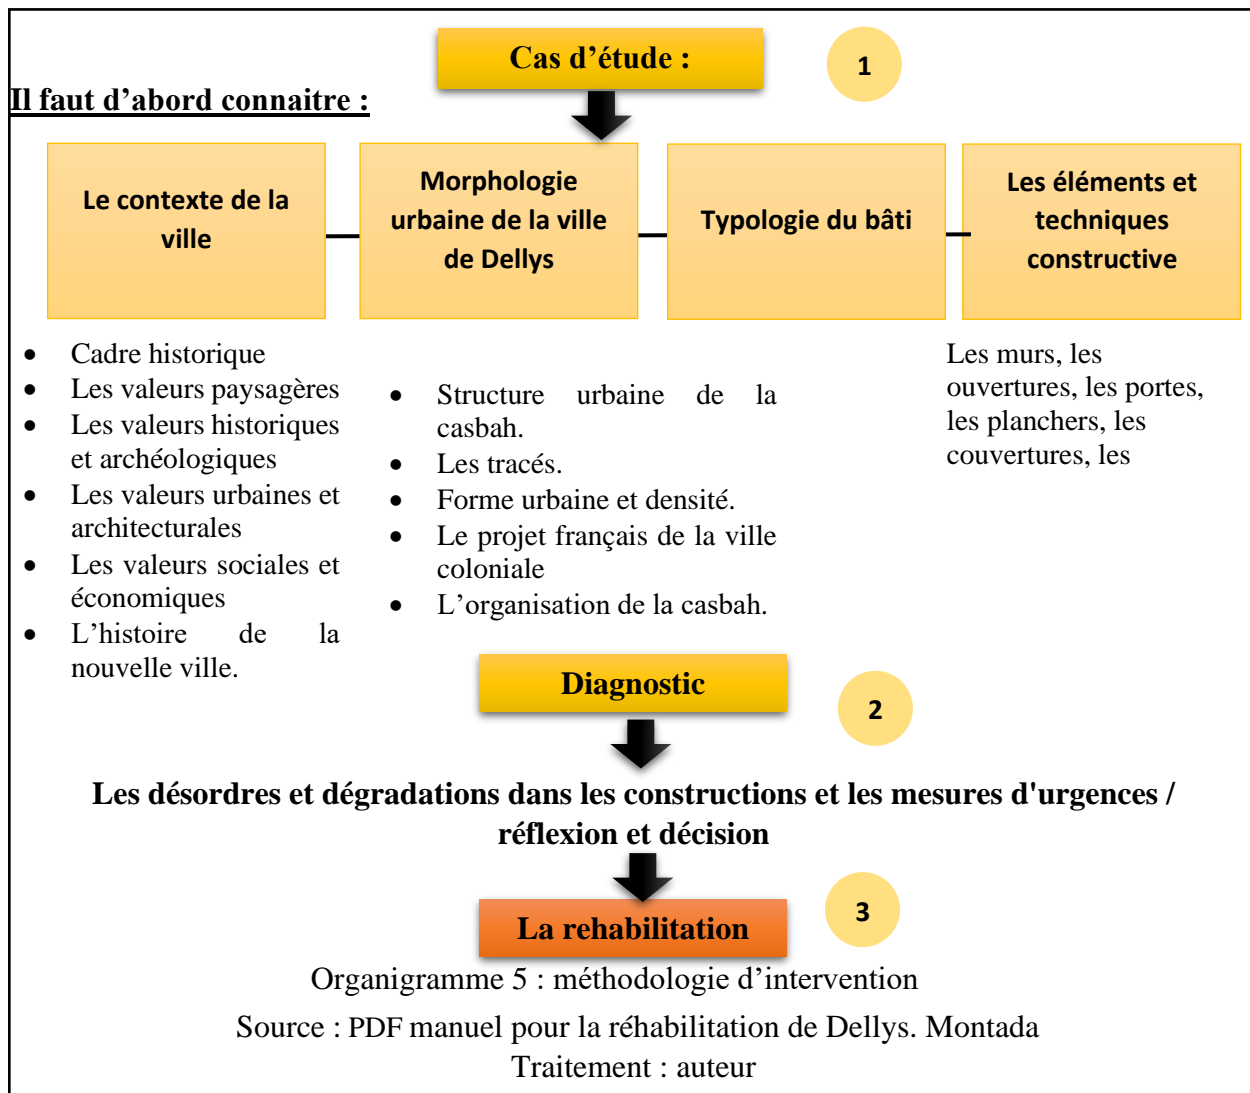 Cas d'étude :
1
Il faut d'abord connaitre :
Le contexte de la
ville
Morphologie
urbaine de la ville
de Dellys
Typologie du bâti
Les éléments et
techniques
constructive
• Cadre historique
• Les valeurs paysagères
• Les valeurs historiques
et archéologiques
• Les valeurs urbaines et
architecturales
• Les valeurs sociales et
économiques
• L'histoire de la
nouvelle ville.
• Structure urbaine de la
casbah.
• Les tracés.
• Forme urbaine et densité.
• Le projet français de la ville
coloniale
• L'organisation de la casbah.
Les murs, les
ouvertures, les portes,
les planchers, les
couvertures, les
Diagnostic
2
Les désordres et dégradations dans les constructions et les mesures d'urgences /
réflexion et décision
La rehabilitation
3
Organigramme 5 : méthodologie d'intervention
Source : PDF manuel pour la réhabilitation de Dellys. Montada
Traitement : auteur